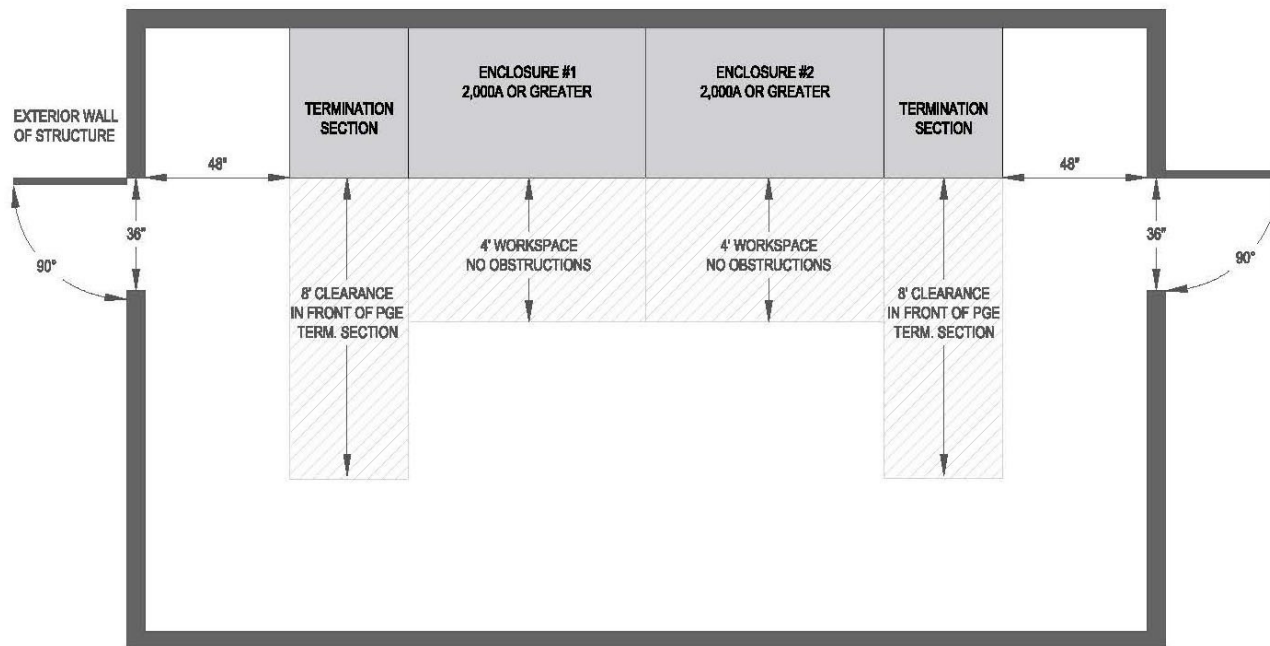 ENCLOSURE #1
2,000A OR GREATER
ENCLOSURE #2
2,000A OR GREATER
TERMINATION
SECTION
TERMINATION
SECTION
EXTERIOR WALL
OF STRUCTURE
48"
48"
36"
36"
90°
90°
4' WORKSPACE
NO OBSTRUCTIONS
4' WORKSPACE
NO OBSTRUCTIONS
8' CLEARANCE
IN FRONT OF PGE
TERM. SECTION
8' CLEARANCE
IN FRONT OF PGE
TERM. SECTION